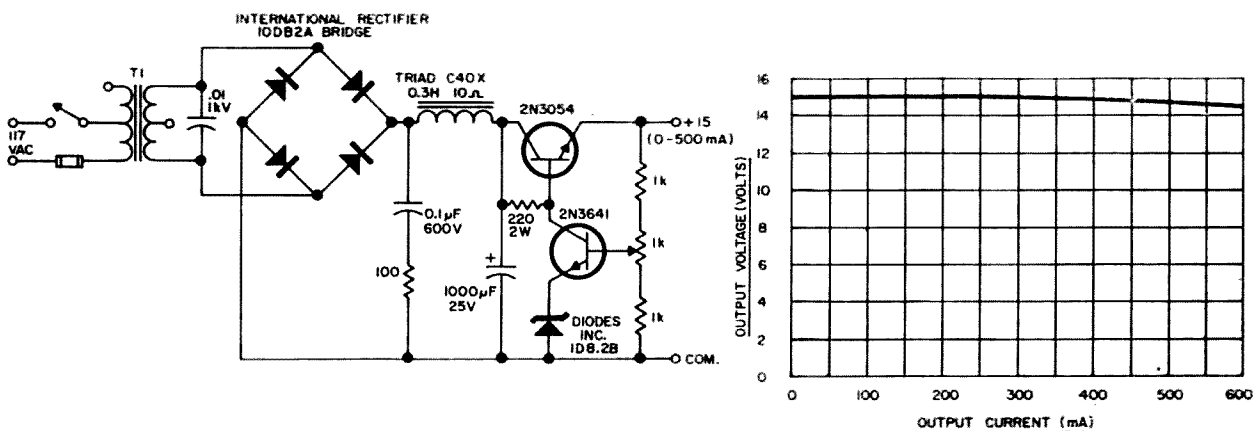 INTERNATIONAL RECTIFIER
10DB2A BRIDGE
T1
.01
1kV
117
VAC
TRIAD C40X
0.3H 10Ω
2N3054
+15
(0-500mA)
1k
220
2W
2N3641
0.1µF
600V
1k
100
+
1000µF
25V
DIODES
INC.
1D8.2B
1k
COM.
OUTPUT VOLTAGE (VOLTS)
16
14
12
10
8
6
4
2
0
0 100 200 300 400 500 600
OUTPUT CURRENT (mA)